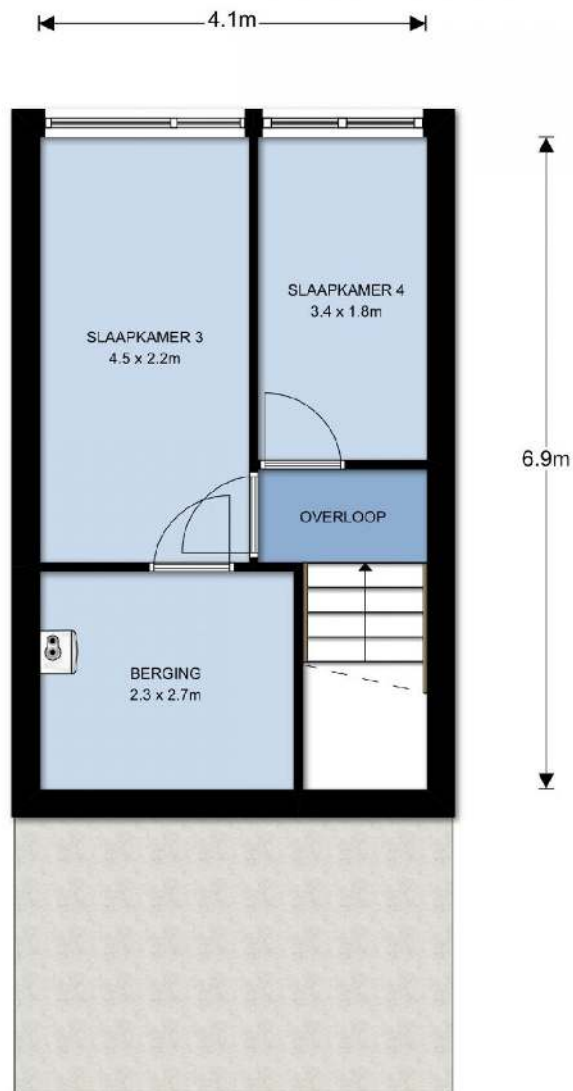 4.1m
SLAAPKAMER 4
3.4 x 1.8m
SLAAPKAMER 3
4.5 x 2.2m
6.9m
OVERLOOP
BERGING
2.3 x 2.7m